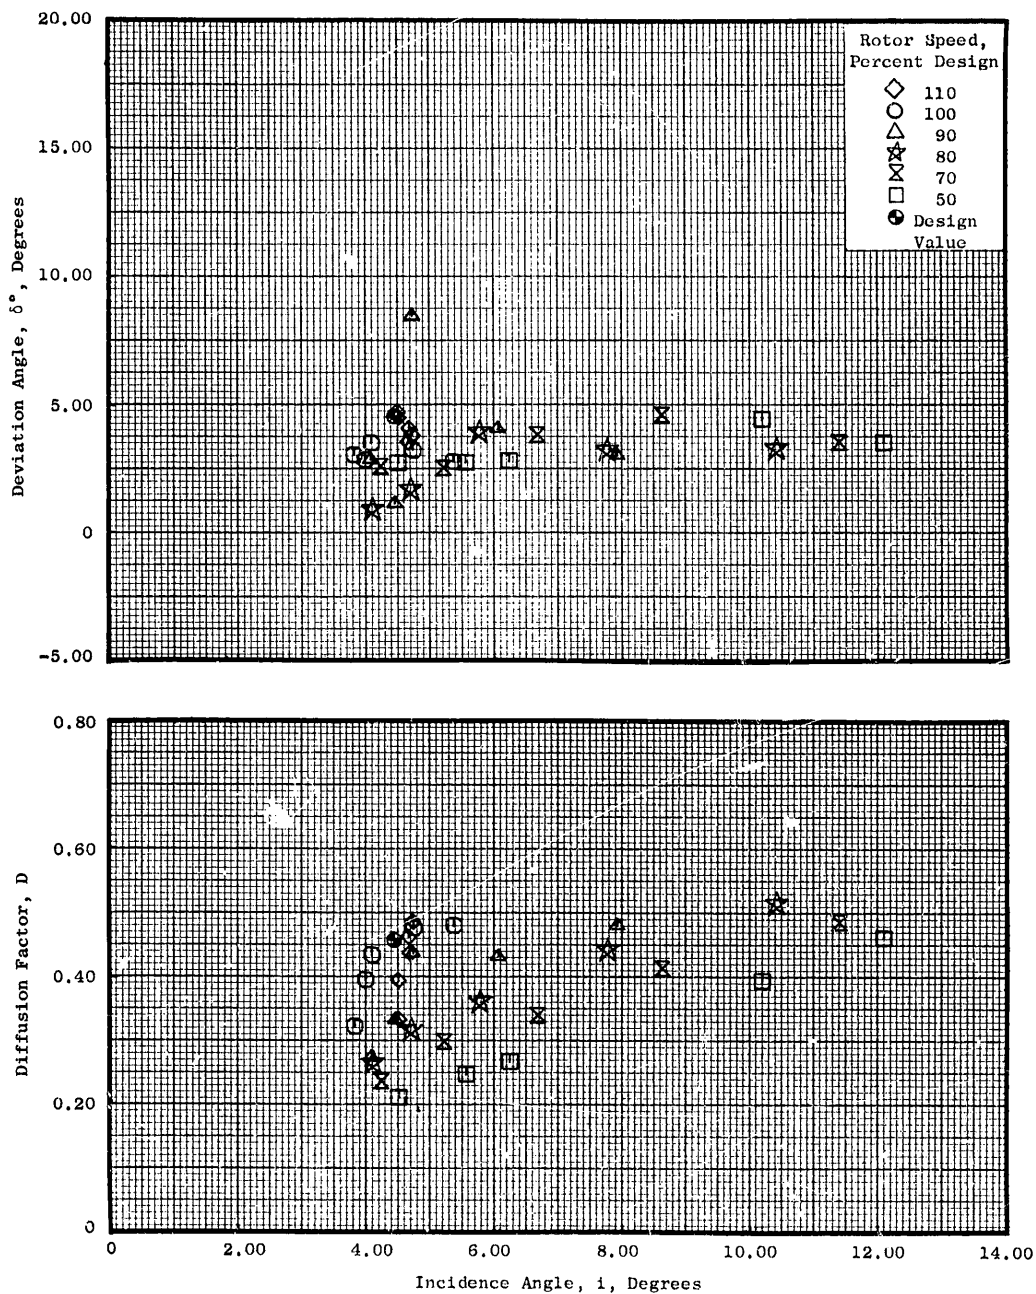 20.00
15.00
10.00
5.00
0
-5.00
Deviation Angle, δ°, Degrees
Rotor Speed,
Percent Design
110
100
90
80
70
50
Design
Value
0.80
0.60
0.40
0.20
0
Diffusion Factor, D
0 2.00 4.00 6.00 8.00 10.00 12.00 14.00
Incidence Angle, i, Degrees